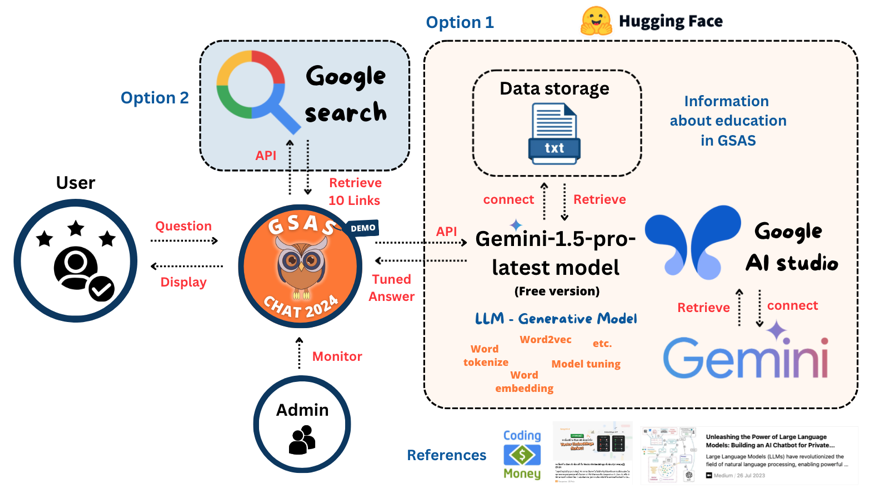 Option 1
Hugging Face
Option 2
Google
search
Data storage
txt
Information
about education
in GSAS
API
Retrieve
10 Links
User
Question
Display
GSAS
DEMO
CHAT 2024
API
Tuned
Answer
connect
Retrieve
Gemini-1.5-pro-
latest model
(Free version)
LLM - Generative Model
Word2vec
etc.
Word
tokenize
Model tuning
Word
embedding
Google
AI studio
Retrieve
connect
Gemini
Monitor
Admin
References
Coding
Money
Unleashing the Power of Large Language
Models: Building an AI Chatbot for Private...
Large Language Models (LLMs) have revolutionized the
field of natural language processing, enabling powerful ...
Medium · 26 Jul 2023